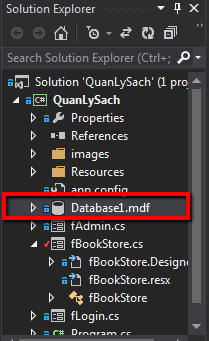 Solution Explorer
Search Solution Explorer (Ctrl+;)
Solution 'QuanLySach' (1 proj
QuanLySach
Properties
References
images
Resources
app.config
Database1.mdf
fAdmin.cs
fBookStore.cs
fBookStore.Designe
fBookStore.resx
fBookStore
fLogin.cs
Program.cs